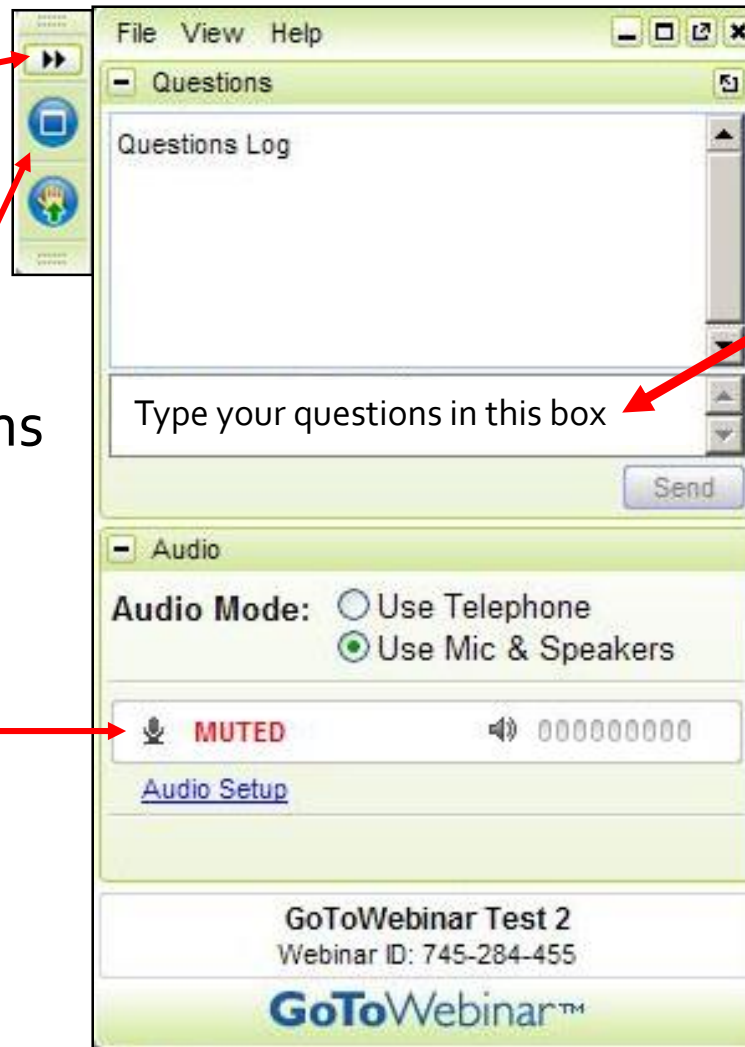 File View Help
Questions
Questions Log
Type your questions in this box
ns
Send
Audio
Audio Mode: Use Telephone
Use Mic & Speakers
MUTED 000000000
Audio Setup
GoToWebinar Test 2
Webinar ID: 745-284-455
GoToWebinar™